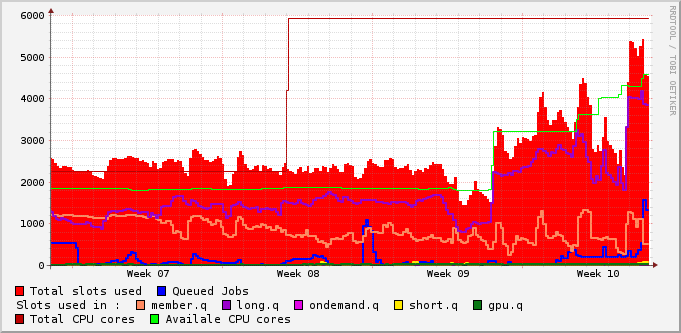 6000
5000
4000
3000
2000
1000
0
Week 07 Week 08 Week 09 Week 10
RRDTOOL / TOBI OETIKER
Total slots used Queued Jobs
Slots used in : member.q long.q ondemand.q short.q gpu.q
Total CPU cores Availale CPU cores